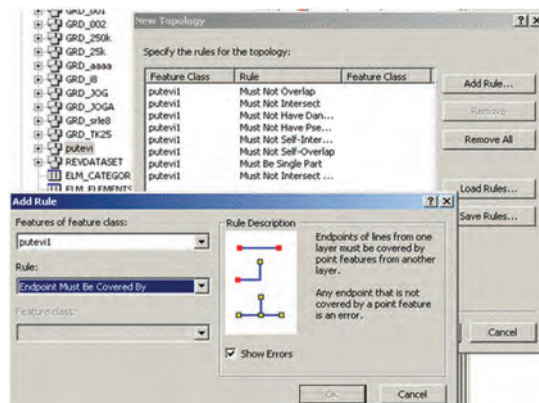 GRD_001
GRD_002
GRD_250k
GRD_25k
GRD_aaaa
GRD_i8
GRD_JOG
GRD_JOGA
GRD_srle8
GRD_TK25
putevi
REVDATASET
ELM_CATEGOR
ELM_ELEMENTS
New Topology
Specify the rules for the topology:
Feature Class Rule Feature Class
putevi1 Must Not Overlap
putevi1 Must Not Intersect
putevi1 Must Not Have Dan...
putevi1 Must Not Have Pse...
putevi1 Must Not Self-Inter...
putevi1 Must Not Self-Overlap
putevi1 Must Be Single Part
putevi1 Must Not Intersect ...
Add Rule...
Remove
Remove All
Load Rules...
Save Rules...
Cancel
Add Rule
Features of feature class:
putevi1
Rule:
Endpoint Must Be Covered By
Feature class:
Rule Description
Endpoints of lines from one
layer must be covered by
point features from another
layer.
Any endpoint that is not
covered by a point feature
is an error.
Show Errors
OK
Cancel